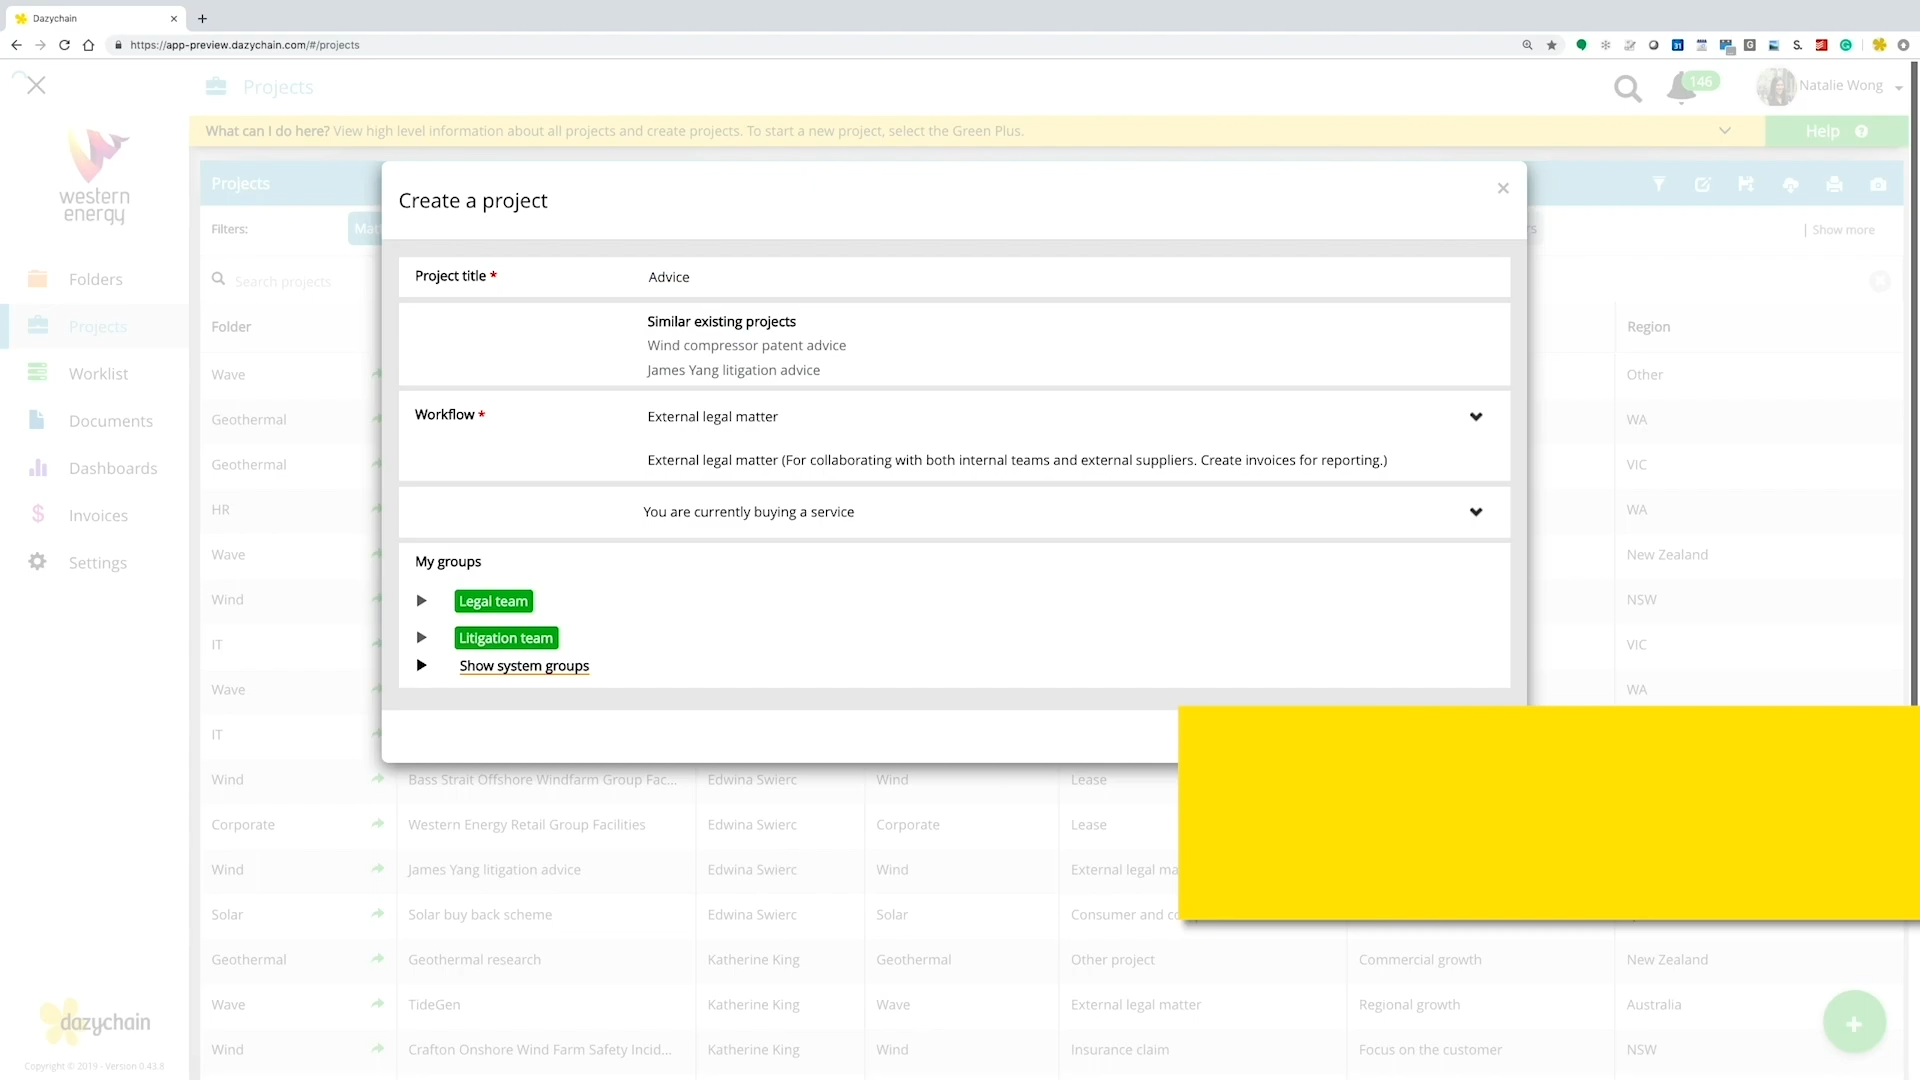 Dazychain
https://app-preview.dazychain.com/#/projects
Projects
146
Natalie Wong
What can I do here? View high level information about all projects and create projects. To start a new project, select the Green Plus.
Help
western
energy
Folders
Projects
Worklist
Documents
Dashboards
Invoices
Settings
dazychain
Copyright © 2019 - Version 0.43.8
Projects
Filters:
Show more
Search projects
Folder
Region
Wave
Other
Geothermal
WA
Geothermal
VIC
HR
WA
Wave
New Zealand
Wind
NSW
IT
VIC
Wave
WA
IT
Create a project
Project title *
Advice
Similar existing projects
Wind compressor patent advice
James Yang litigation advice
Workflow *
External legal matter
External legal matter (For collaborating with both internal teams and external suppliers. Create invoices for reporting.)
You are currently buying a service
My groups
Legal team
Litigation team
Show system groups
Wind Bass Strait Offshore Windfarm Group Fac... Edwina Swierc Wind Lease
Corporate Western Energy Retail Group Facilities Edwina Swierc Corporate Lease
Wind James Yang litigation advice Edwina Swierc Wind External legal
Solar Solar buy back scheme Edwina Swierc Solar Consumer and
Geothermal Geothermal research Katherine King Geothermal Other project Commercial growth New Zealand
Wave TideGen Katherine King Wave External legal matter Regional growth Australia
Wind Crafton Onshore Wind Farm Safety Incid... Katherine King Wind Insurance claim Focus on the customer NSW